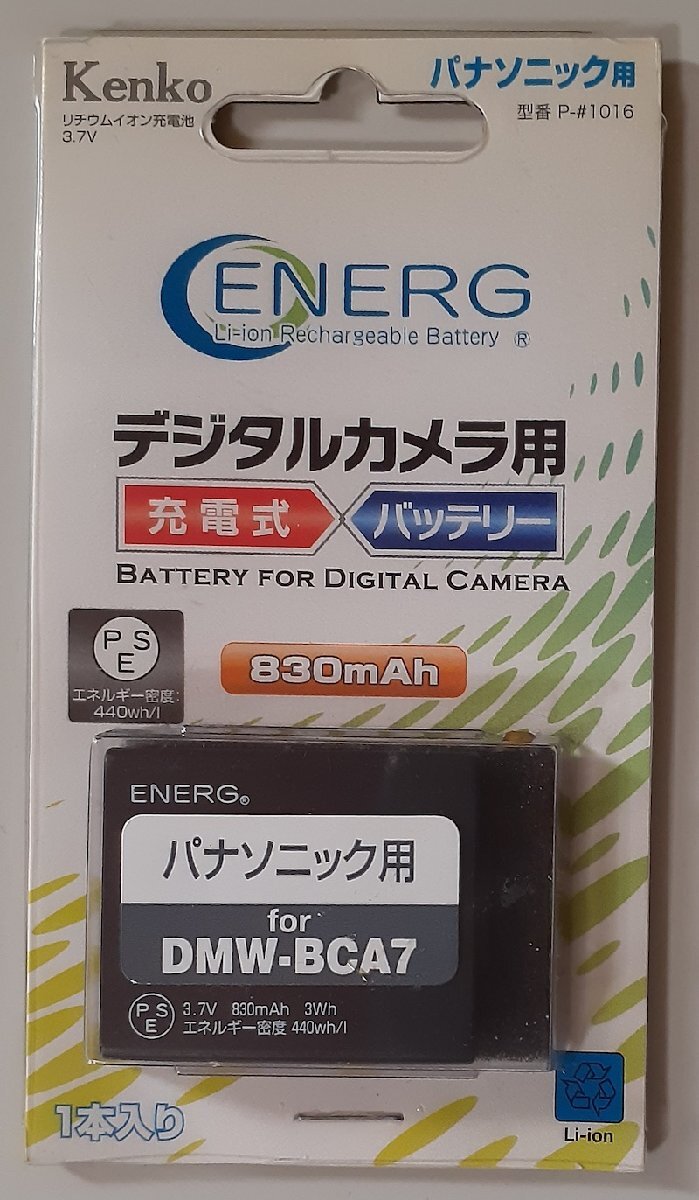 Kenko
リチウムイオン充電池
3.7V
パナソニック用
型番 P-#1016
ENERG
Li-ion Rechargeable Battery ®
デジタルカメラ用
充電式 バッテリー
BATTERY FOR DIGITAL CAMERA
PSE
エネルギー密度:
440wh/l
830mAh
ENERG®
パナソニック用
for
DMW-BCA7
PSE
3.7V 830mAh 3Wh
エネルギー密度 440wh/l
1本入り
Li-ion